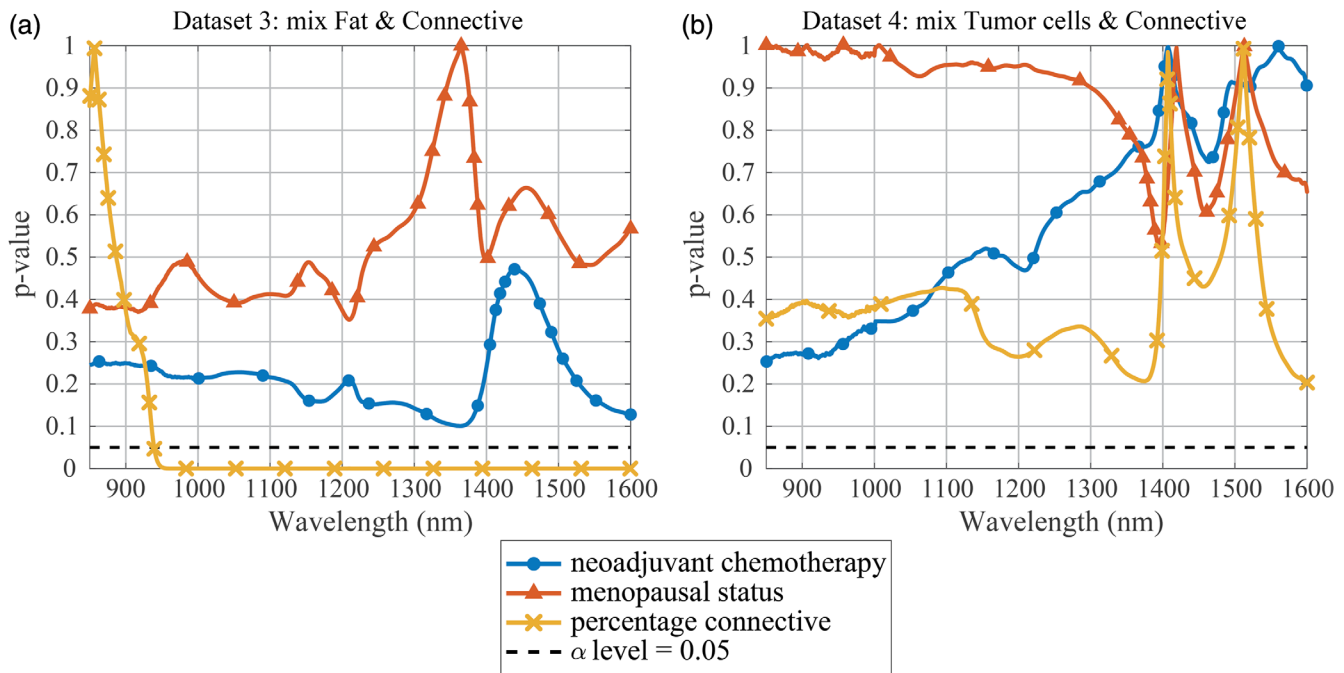 (a)
Dataset 3: mix Fat & Connective
1
0.9
0.8
0.7
0.6
0.5
0.4
0.3
0.2
0.1
0
p-value
900 1000 1100 1200 1300 1400 1500 1600
Wavelength (nm)
(b)
Dataset 4: mix Tumor cells & Connective
1
0.9
0.8
0.7
0.6
0.5
0.4
0.3
0.2
0.1
0
p-value
900 1000 1100 1200 1300 1400 1500 1600
Wavelength (nm)
neoadjuvant chemotherapy
menopausal status
percentage connective
α level = 0.05